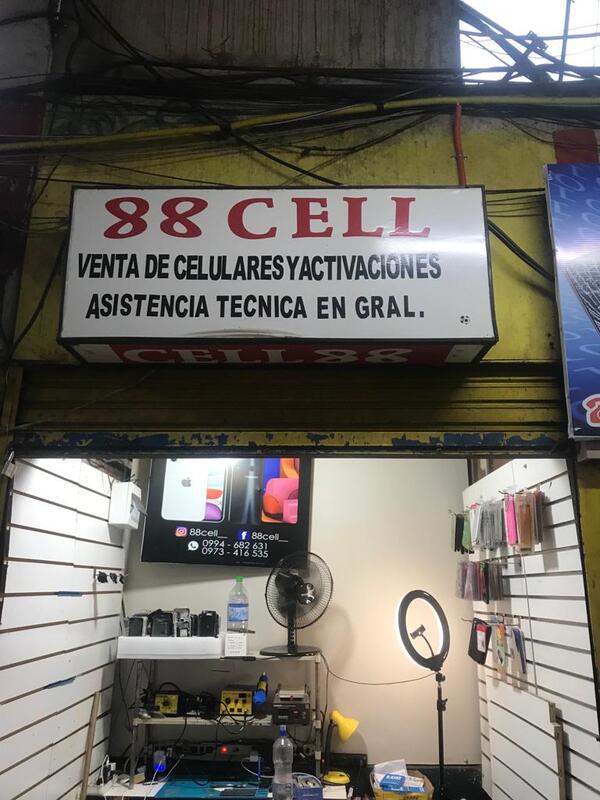 88 CELL
VENTA DE CELULARES Y ACTIVACIONES
ASISTENCIA TECNICA EN GRAL.
CELL 88
88cell__ 88cell__
0994 - 682 631
0973 - 416 535